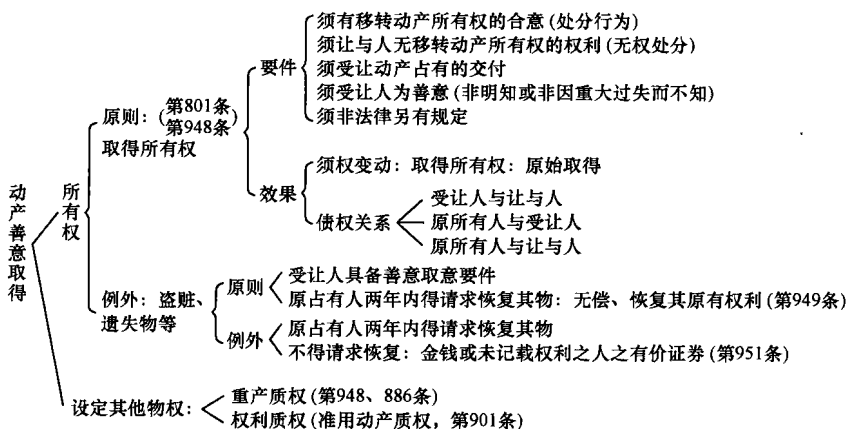 须有移转动产所有权的合意(处分行为)
须让与人无移转动产所有权的权利(无权处分)
要件
须受让动产占有的交付
须受让人为善意(非明知或非因重大过失而不知)
须非法律另有规定
原则:(第801条
第948条)
取得所有权
须权变动:取得所有权:原始取得
效果
受让人与让与人
债权关系
原所有人与受让人
原所有人与让与人
所有权
动产善意取得
受让人具备善意取意要件
原则
原占有人两年内得请求恢复其物:无偿、恢复其原有权利(第949条)
例外:盗赃、
遗失物等
原占有人两年内得请求恢复其物
例外
不得请求恢复:金钱或未记载权利之人之有价证券(第951条)
设定其他物权:
重产质权(第948、886条)
权利质权(准用动产质权,第901条)